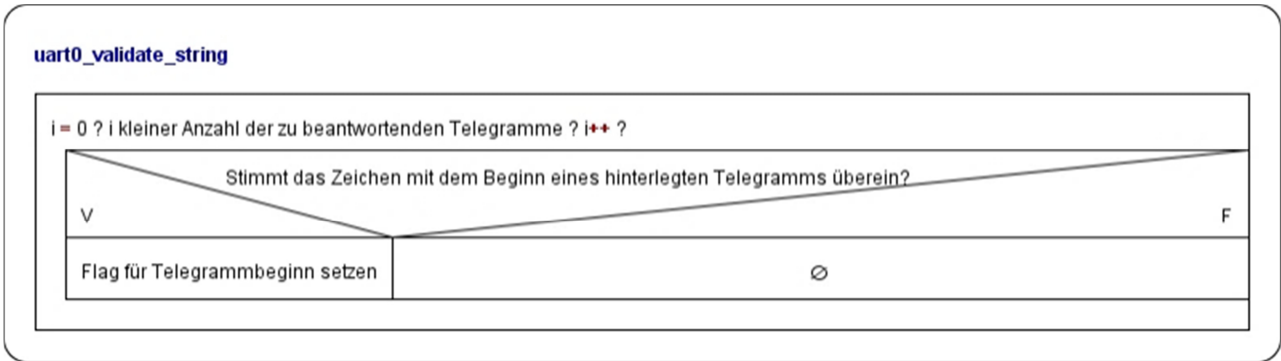 uart0_validate_string
i = 0 ? i kleiner Anzahl der zu beantwortenden Telegramme ? i++ ?
Stimmt das Zeichen mit dem Beginn eines hinterlegten Telegramms überein?
V
F
Flag für Telegrammbeginn setzen
∅